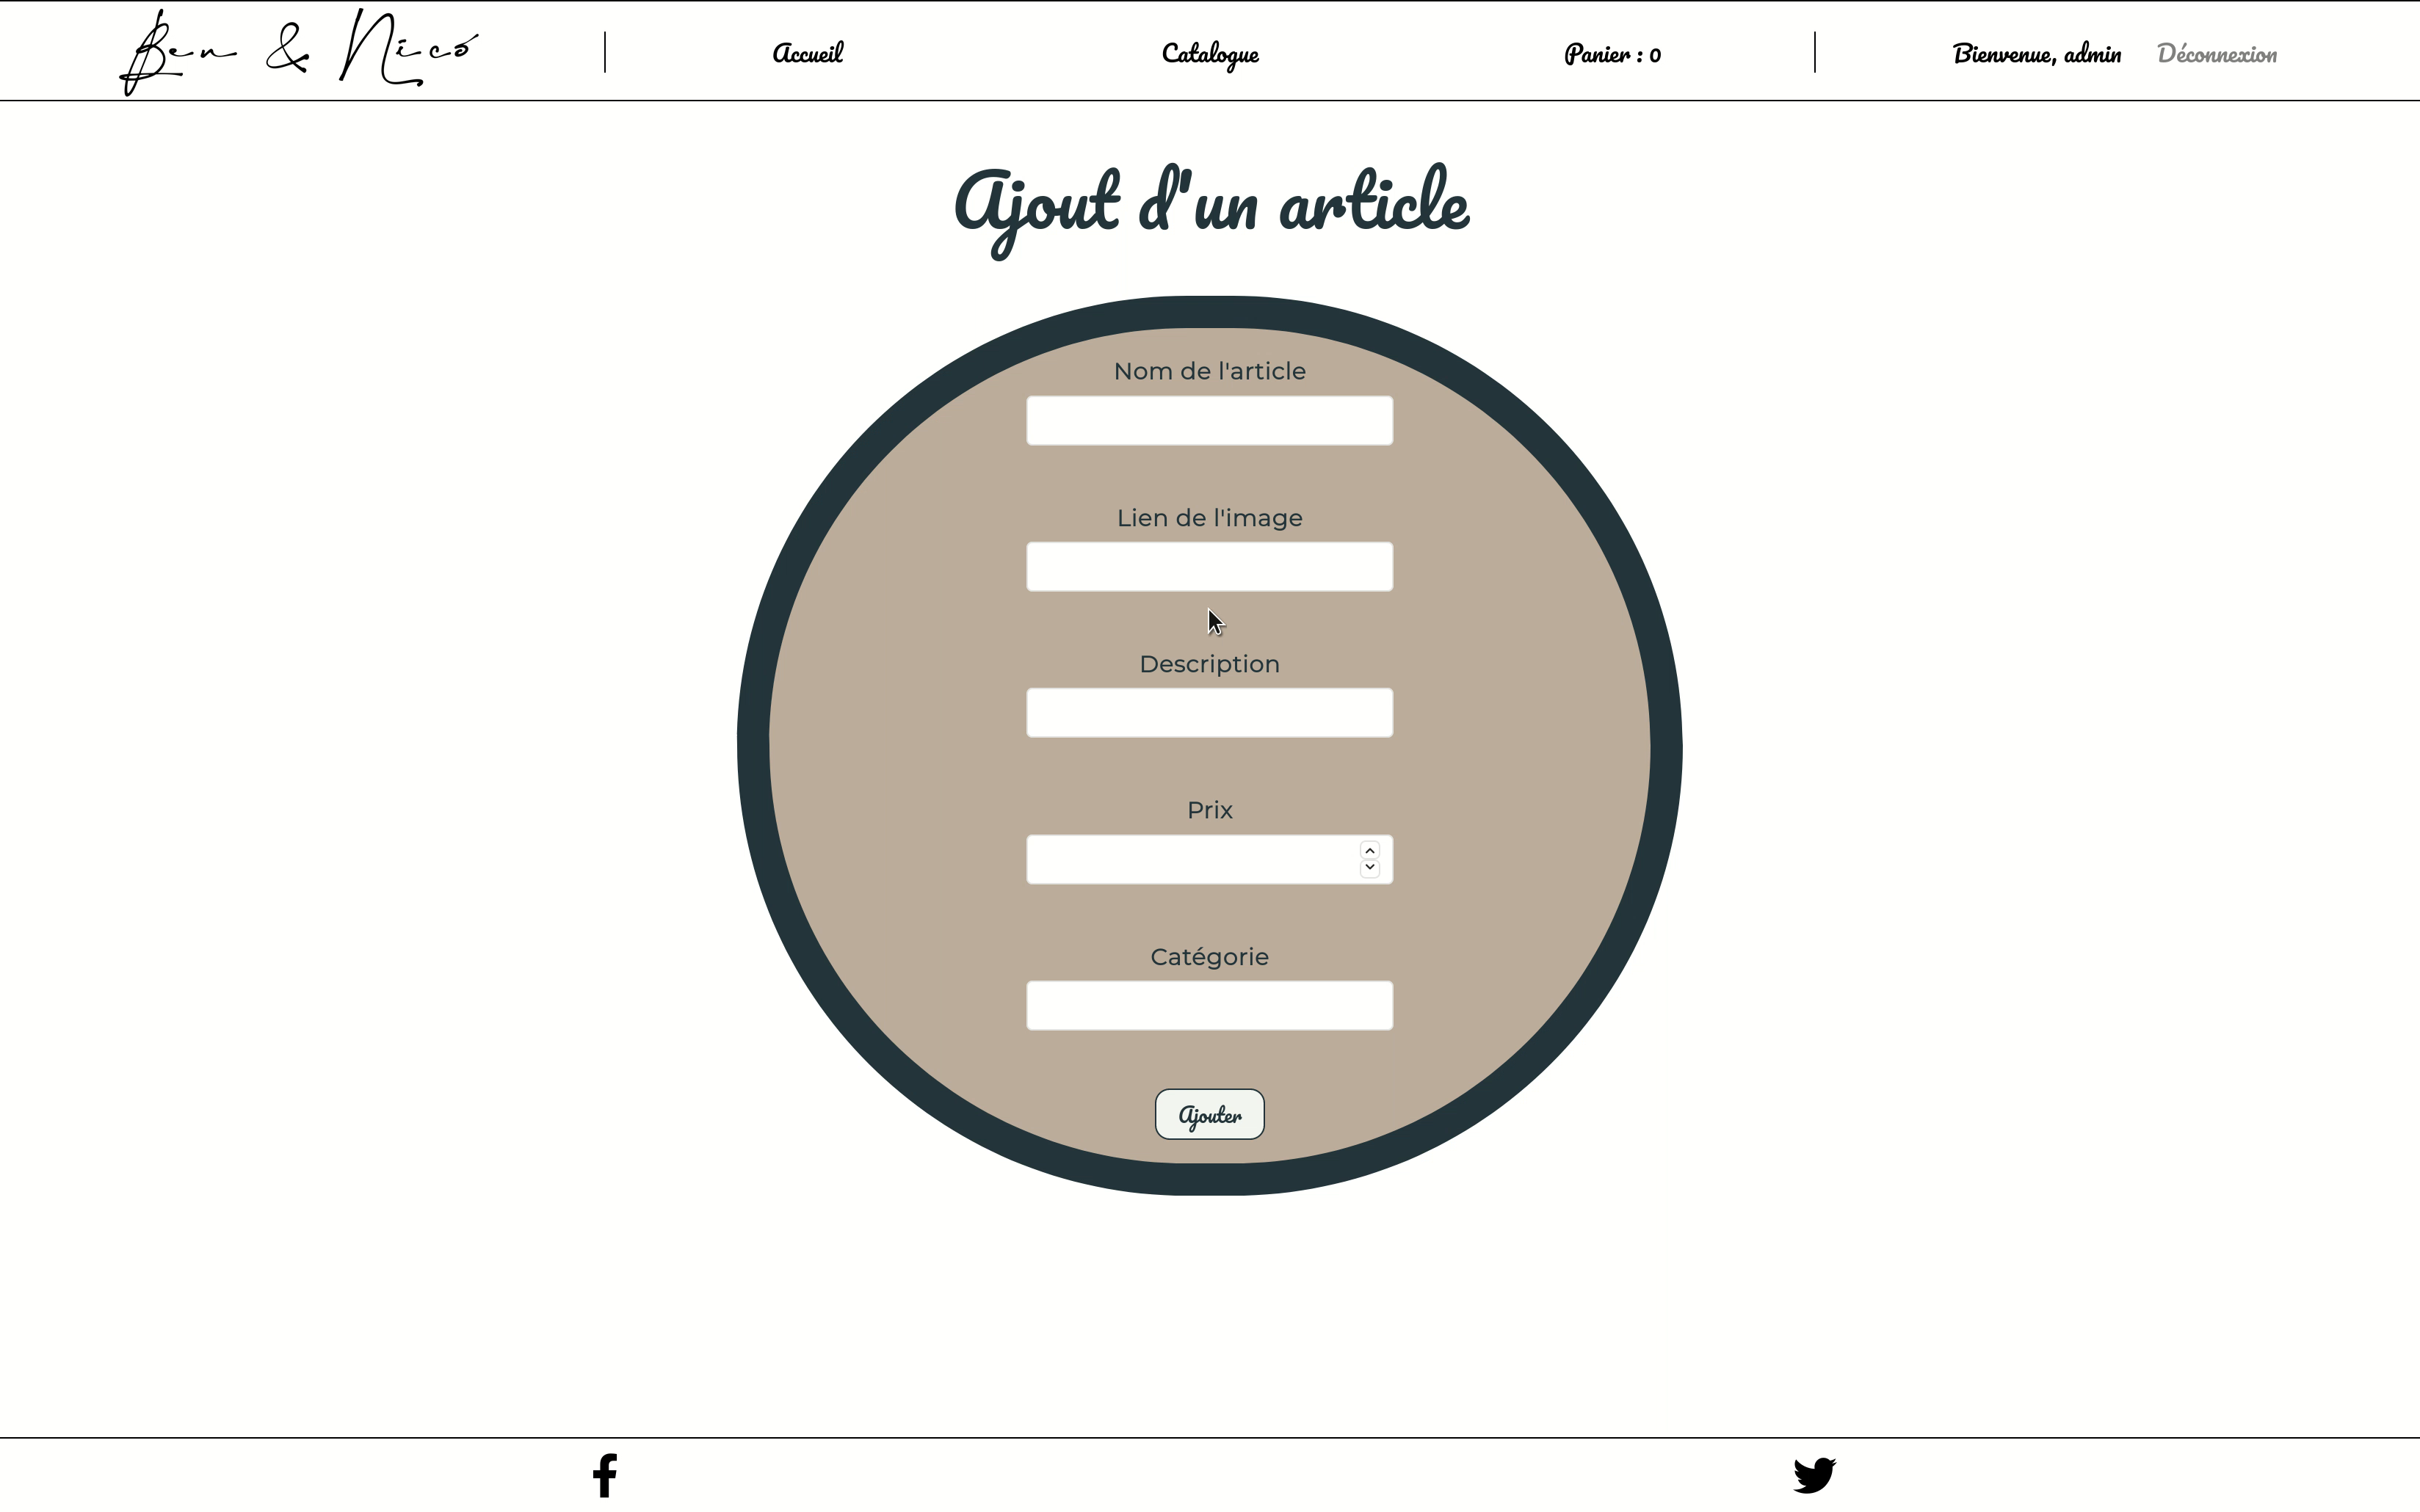 Ben & Nicé
Accueil
Catalogue
Panier : 0
Bienvenue, admin
Déconnexion
Ajout d'un article
Nom de l'article
Lien de l'image
Description
Prix
Catégorie
Ajouter